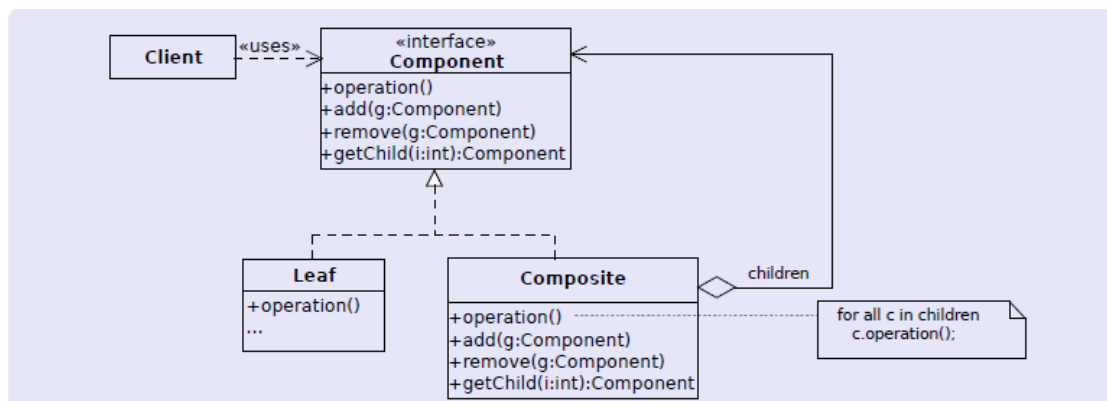 Client
«uses»
«interface»
Component
+operation()
+add(g:Component)
+remove(g:Component)
+getChild(i:int):Component
Leaf
+operation()
...
Composite
+operation()
+add(g:Component)
+remove(g:Component)
+getChild(i:int):Component
children
for all c in children
c.operation();